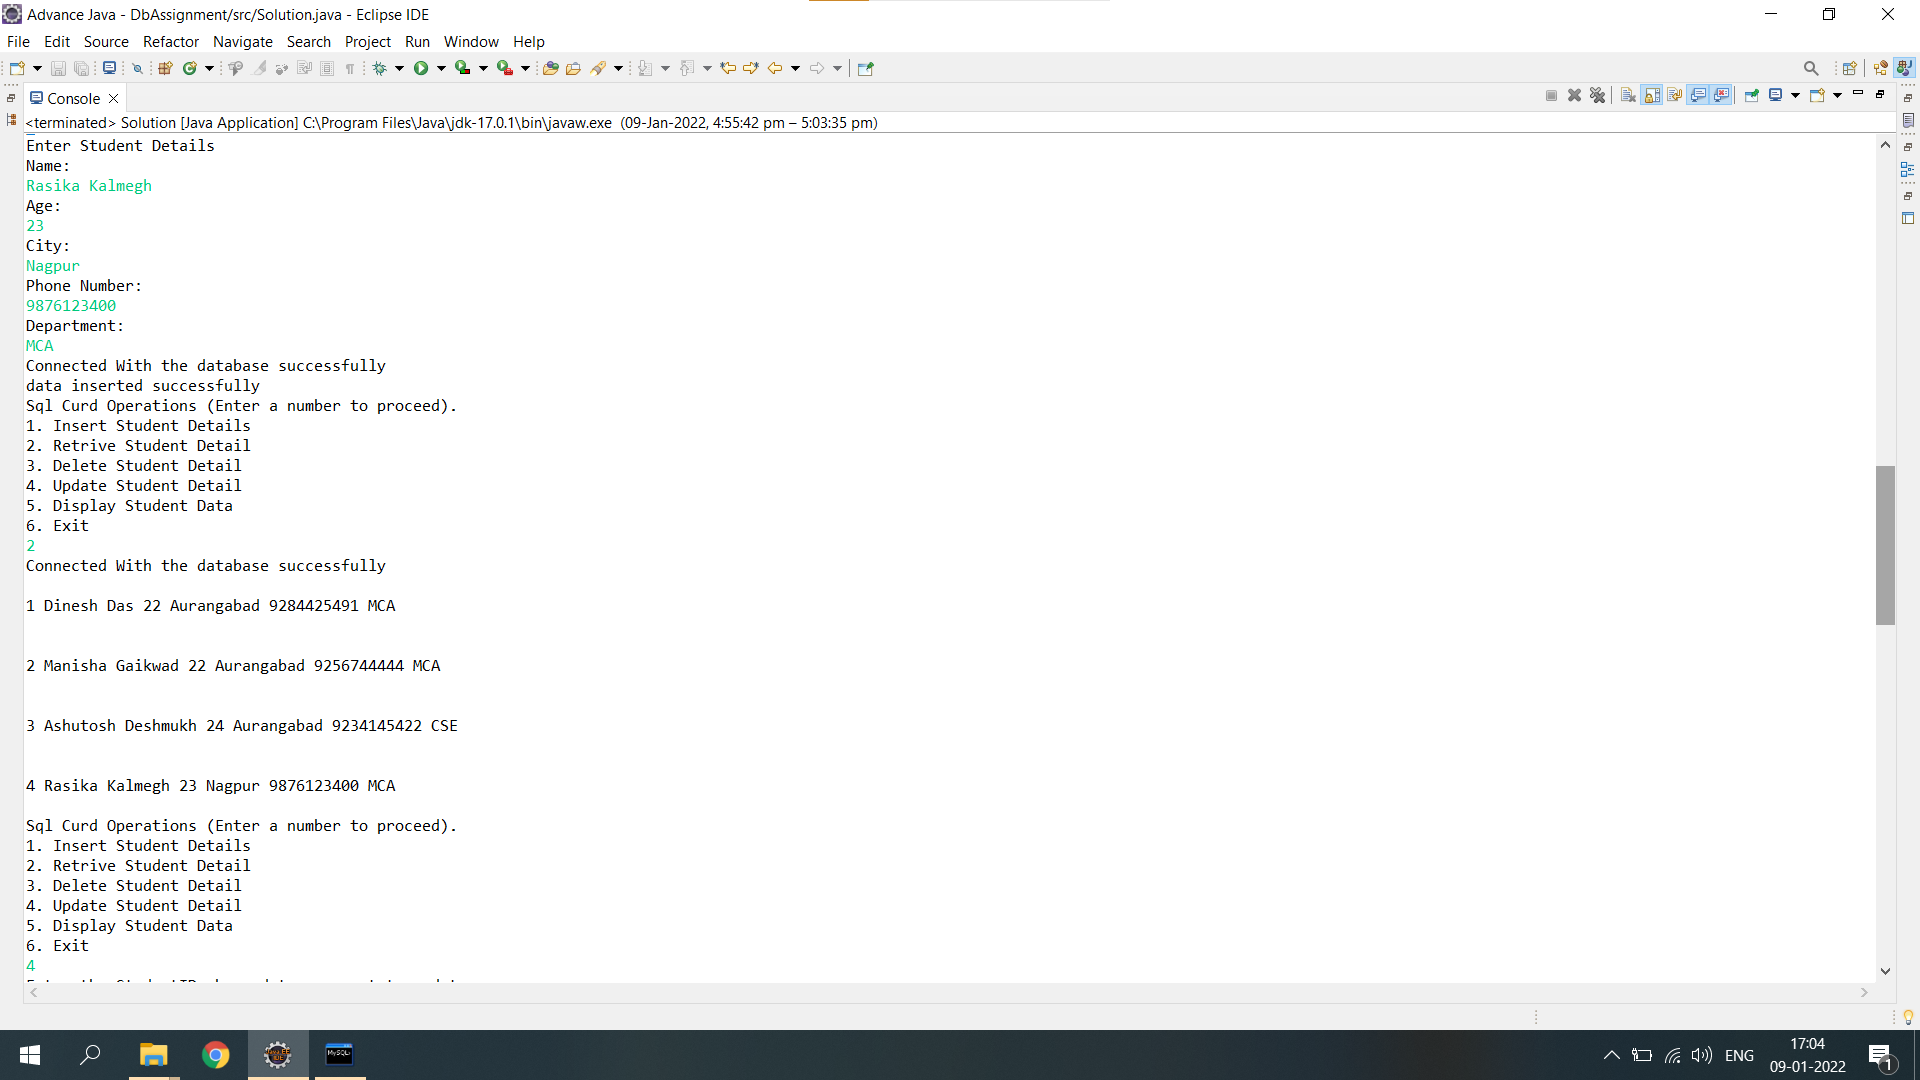 Advance Java - DbAssignment/src/Solution.java - Eclipse IDE
File Edit Source Refactor Navigate Search Project Run Window Help
Console
<terminated> Solution [Java Application] C:\Program Files\Java\jdk-17.0.1\bin\javaw.exe (09-Jan-2022, 4:55:42 pm – 5:03:35 pm)
Enter Student Details
Name:
Rasika Kalmegh
Age:
23
City:
Nagpur
Phone Number:
9876123400
Department:
MCA
Connected With the database successfully
data inserted successfully
Sql Curd Operations (Enter a number to proceed).
1. Insert Student Details
2. Retrive Student Detail
3. Delete Student Detail
4. Update Student Detail
5. Display Student Data
6. Exit
2
Connected With the database successfully
1 Dinesh Das 22 Aurangabad 9284425491 MCA
2 Manisha Gaikwad 22 Aurangabad 9256744444 MCA
3 Ashutosh Deshmukh 24 Aurangabad 9234145422 CSE
4 Rasika Kalmegh 23 Nagpur 9876123400 MCA
Sql Curd Operations (Enter a number to proceed).
1. Insert Student Details
2. Retrive Student Detail
3. Delete Student Detail
4. Update Student Detail
5. Display Student Data
6. Exit
4
ENG
17:04
09-01-2022
1